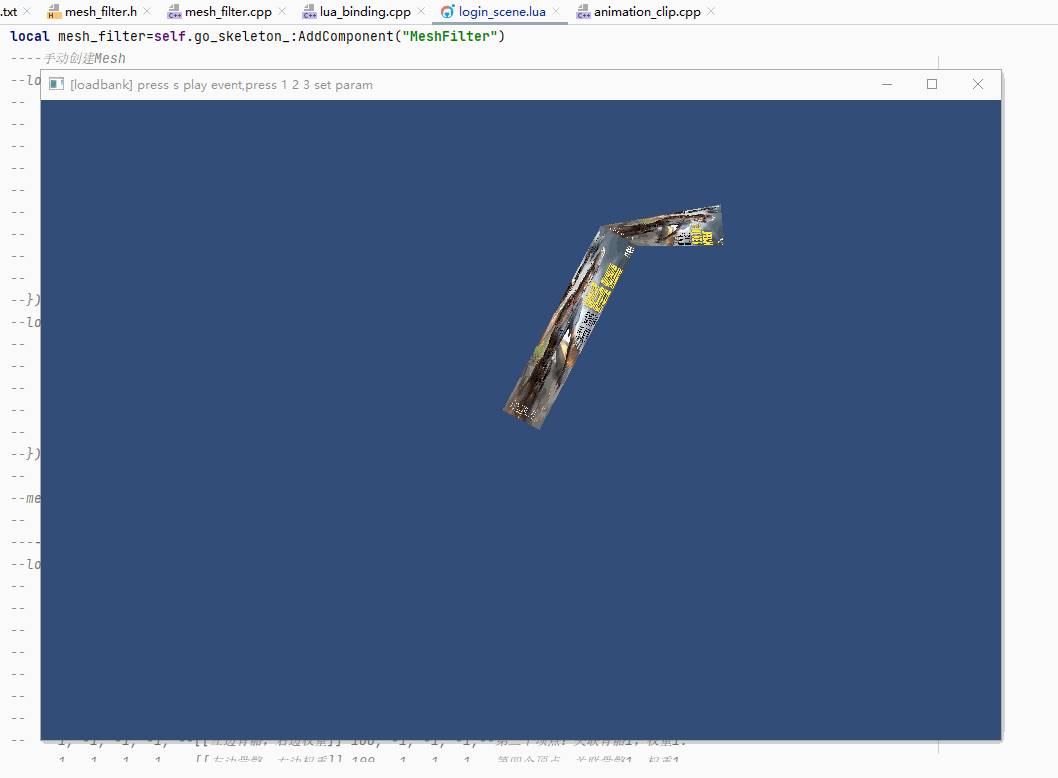 .txt mesh_filter.h mesh_filter.cpp lua_binding.cpp login_scene.lua animation_clip.cpp
local mesh_filter=self.go_skeleton_:AddComponent("MeshFilter")
----手动创建Mesh
--lo
[loadbank] press s play event,press 1 2 3 set param
--
--
--
--
--
--
--
--
--
--})
--lo
--
--
--
--
--
--})
--
--me
--
----
--lo
--
--
--
--
--
--
--
-- 1, -1, -1, -1, --[[左边骨骼，右边权重]] 100, -1, -1, -1,--第三个顶点：关联骨骼1，权重1.